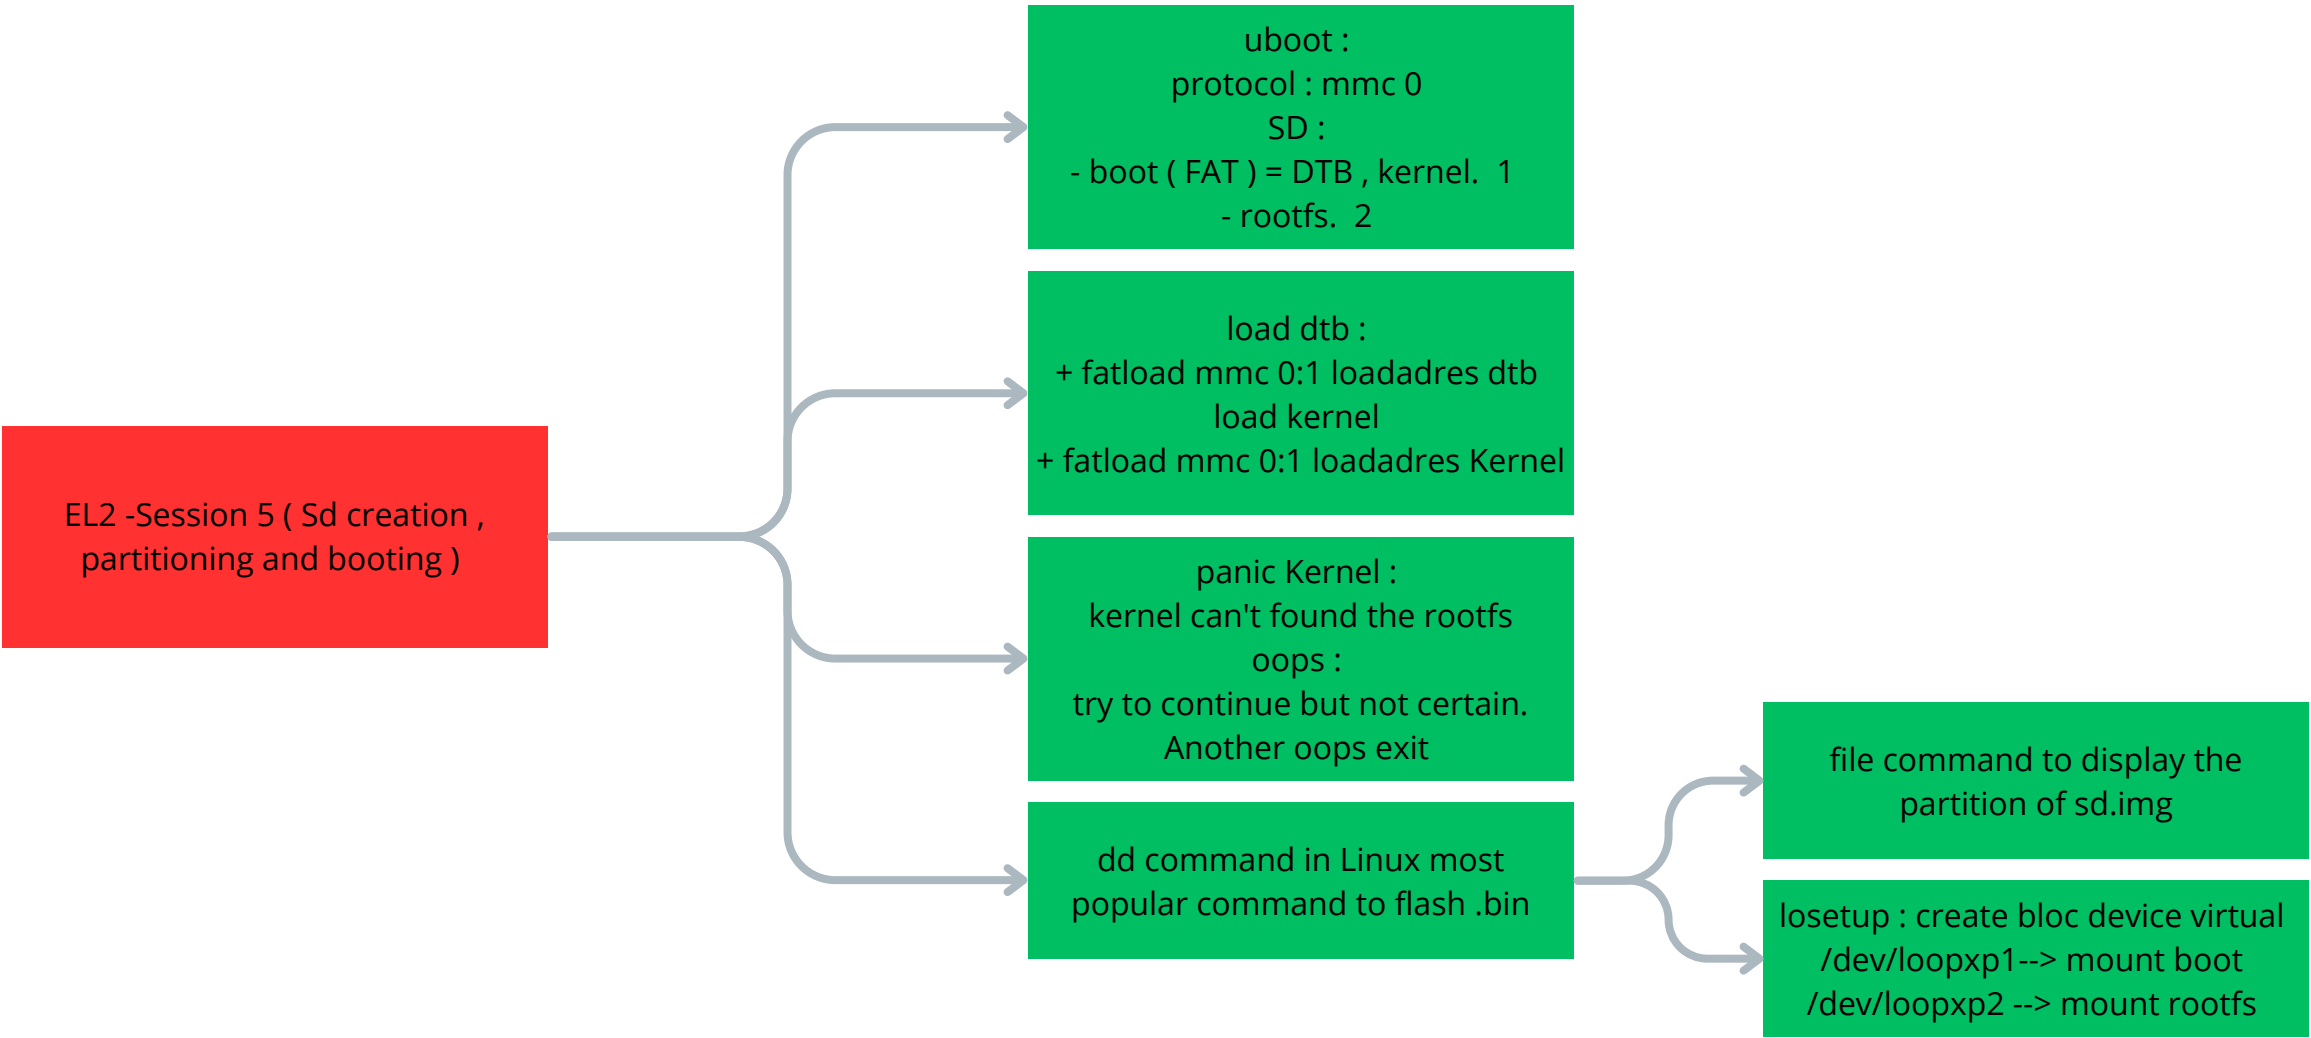 EL2 -Session 5 ( Sd creation ,
partitioning and booting )
uboot :
protocol : mmc 0
SD :
- boot ( FAT ) = DTB , kernel.  1
- rootfs.  2
load dtb :
+ fatload mmc 0:1 loadadres dtb
load kernel
+ fatload mmc 0:1 loadadres Kernel
panic Kernel :
kernel can't found the rootfs
oops :
try to continue but not certain.
Another oops exit
dd command in Linux most
popular command to flash .bin
file command to display the
partition of sd.img
losetup : create bloc device virtual
/dev/loopxp1--> mount boot
/dev/loopxp2 --> mount rootfs